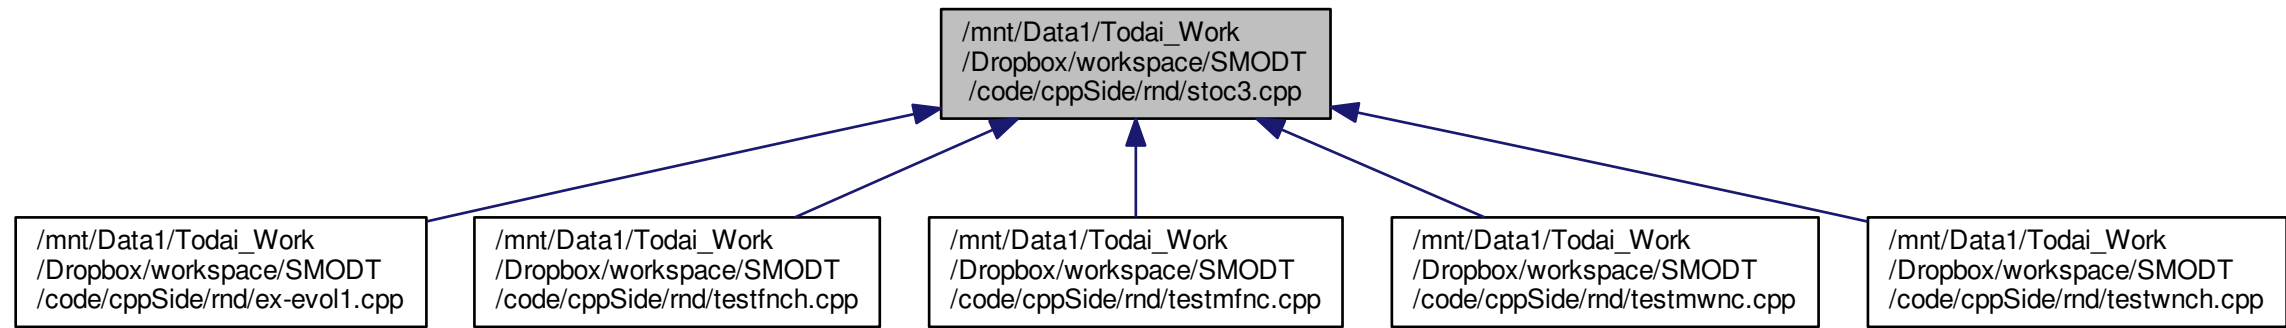 /mnt/Data1/Todai_Work
/Dropbox/workspace/SMODT
/code/cppSide/rnd/stoc3.cpp
/mnt/Data1/Todai_Work
/Dropbox/workspace/SMODT
/code/cppSide/rnd/ex-evol1.cpp
/mnt/Data1/Todai_Work
/Dropbox/workspace/SMODT
/code/cppSide/rnd/testfnch.cpp
/mnt/Data1/Todai_Work
/Dropbox/workspace/SMODT
/code/cppSide/rnd/testmfnc.cpp
/mnt/Data1/Todai_Work
/Dropbox/workspace/SMODT
/code/cppSide/rnd/testmwnc.cpp
/mnt/Data1/Todai_Work
/Dropbox/workspace/SMODT
/code/cppSide/rnd/testwnch.cpp